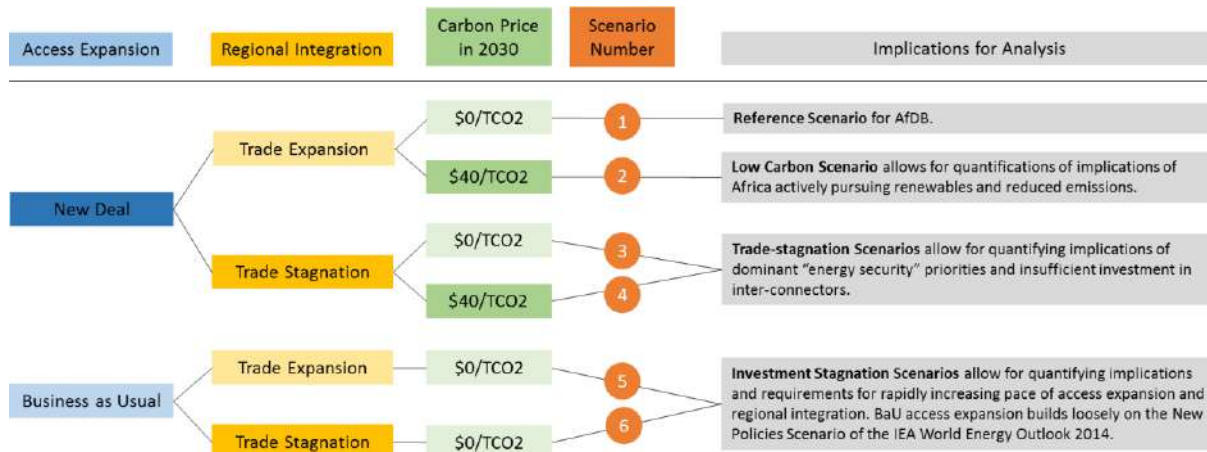 Access Expansion
Regional Integration
Carbon Price
in 2030
Scenario
Number
Implications for Analysis
New Deal
Trade Expansion
$0/TCO2
1
Reference Scenario for AfDB.
$40/TCO2
2
Low Carbon Scenario allows for quantifications of implications of
Africa actively pursuing renewables and reduced emissions.
Trade Stagnation
$0/TCO2
3
$40/TCO2
4
Trade-stagnation Scenarios allow for quantifying implications of
dominant “energy security” priorities and insufficient investment in
inter-connectors.
Business as Usual
Trade Expansion
$0/TCO2
5
Trade Stagnation
$0/TCO2
6
Investment Stagnation Scenarios allow for quantifying implications
and requirements for rapidly increasing pace of access expansion and
regional integration. BaU access expansion builds loosely on the New
Policies Scenario of the IEA World Energy Outlook 2014.